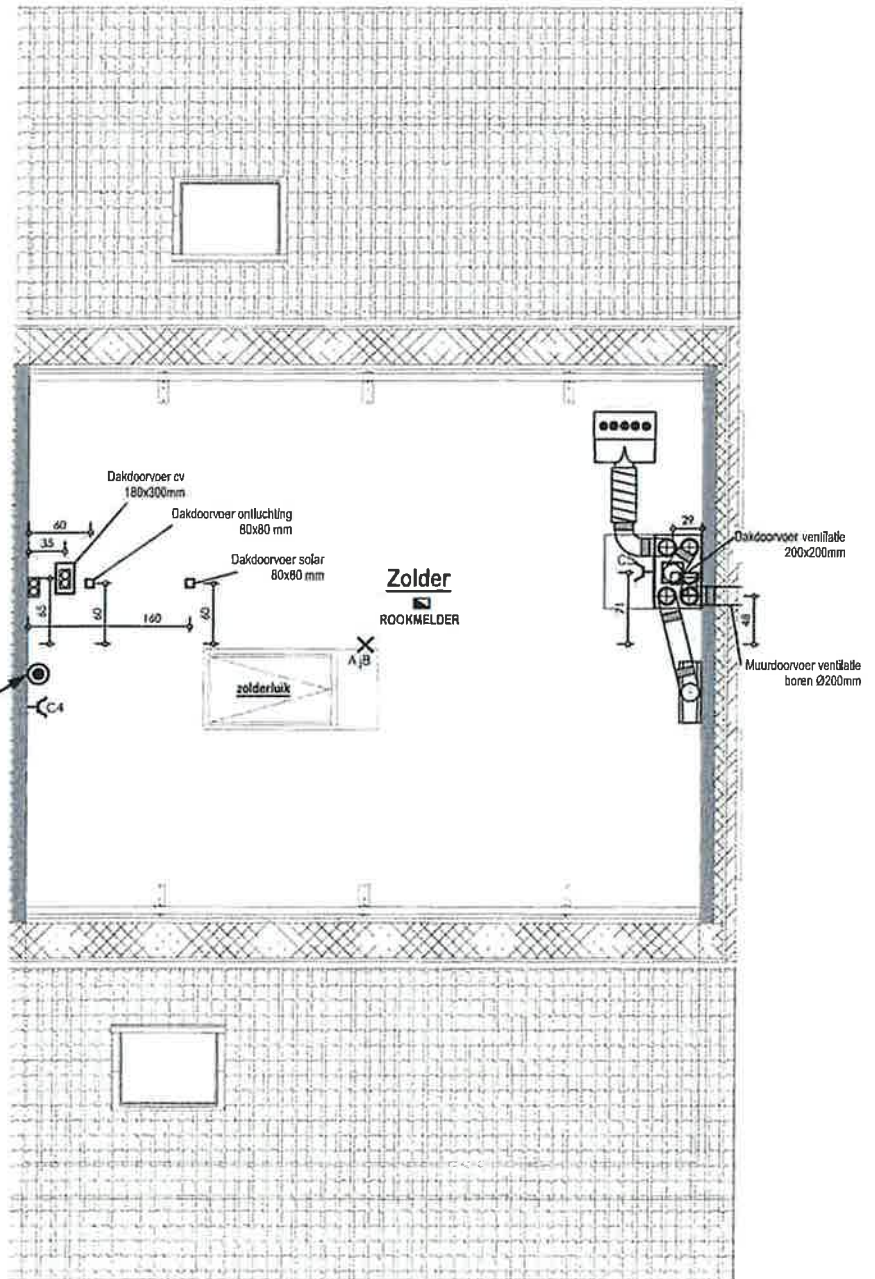 Dakdoorvoer cv
180x300mm
60
35
Dakdoorvoer ontluchting
80x80 mm
Dakdoorvoer solar
80x80 mm
65
60
160
60
Zolder
ROOKMELDER
29
Dakdoorvoer ventilatie
200x200mm
71
48
Muurdoorvoer ventilatie
boren Ø200mm
A B
zolderluik
C4